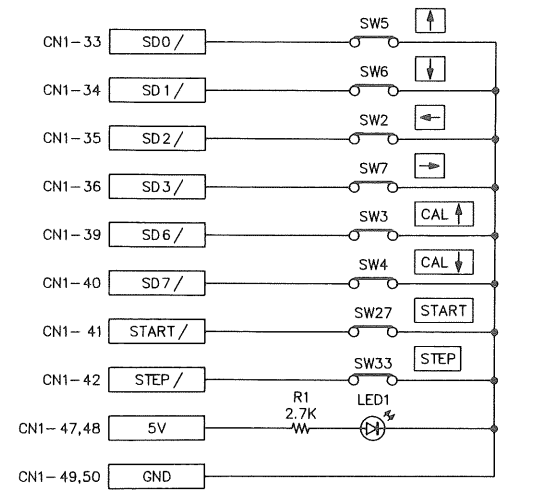 SW5
CN1-33 SD0/
SW6
CN1-34 SD1/
SW2
CN1-35 SD2/
SW7
CN1-36 SD3/
SW3 CAL
CN1-39 SD6/
SW4 CAL
CN1-40 SD7/
SW27 START
CN1-41 START/
SW33 STEP
CN1-42 STEP/
R1 LED1
2.7K
CN1-47,48 5V
CN1-49,50 GND